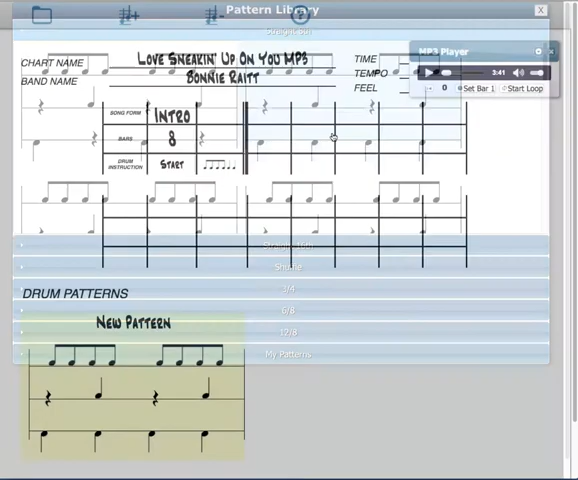 Pattern Library
X
Straight 8th
CHART NAME
LOVE SNEAKIN' UP ON YOU MP3
BAND NAME
BONNIE RAITT
TIME
TEMPO
FEEL
MP3 Player
3:41
0
Set Bar 1
Start Loop
SONG FORM
INTRO
BARS
8
DRUM INSTRUCTION
START
Straight 16th
Shuffle
3/4
6/8
12/8
My Patterns
DRUM PATTERNS
NEW PATTERN